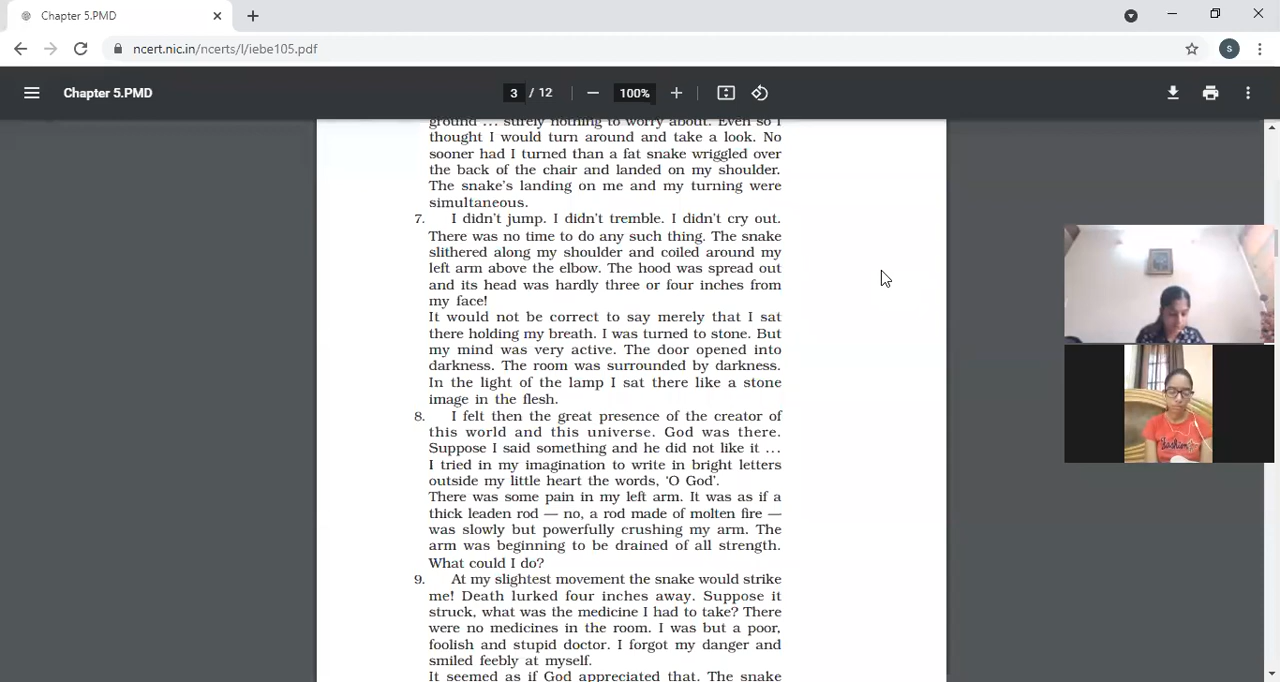 Chapter 5.PMD
ncert.nic.in/ncerts/l/iebe105.pdf
S
Chapter 5.PMD
3 / 12
100%
ground ... surely nothing to worry about. Even so I
thought I would turn around and take a look. No
sooner had I turned than a fat snake wriggled over
the back of the chair and landed on my shoulder.
The snake's landing on me and my turning were
simultaneous.
7. I didn't jump. I didn't tremble. I didn't cry out.
There was no time to do any such thing. The snake
slithered along my shoulder and coiled around my
left arm above the elbow. The hood was spread out
and its head was hardly three or four inches from
my face!
It would not be correct to say merely that I sat
there holding my breath. I was turned to stone. But
my mind was very active. The door opened into
darkness. The room was surrounded by darkness.
In the light of the lamp I sat there like a stone
image in the flesh.
8. I felt then the great presence of the creator of
this world and this universe. God was there.
Suppose I said something and he did not like it ...
I tried in my imagination to write in bright letters
outside my little heart the words, 'O God'.
There was some pain in my left arm. It was as if a
thick leaden rod — no, a rod made of molten fire —
was slowly but powerfully crushing my arm. The
arm was beginning to be drained of all strength.
What could I do?
9. At my slightest movement the snake would strike
me! Death lurked four inches away. Suppose it
struck, what was the medicine I had to take? There
were no medicines in the room. I was but a poor,
foolish and stupid doctor. I forgot my danger and
smiled feebly at myself.
It seemed as if God appreciated that. The snake